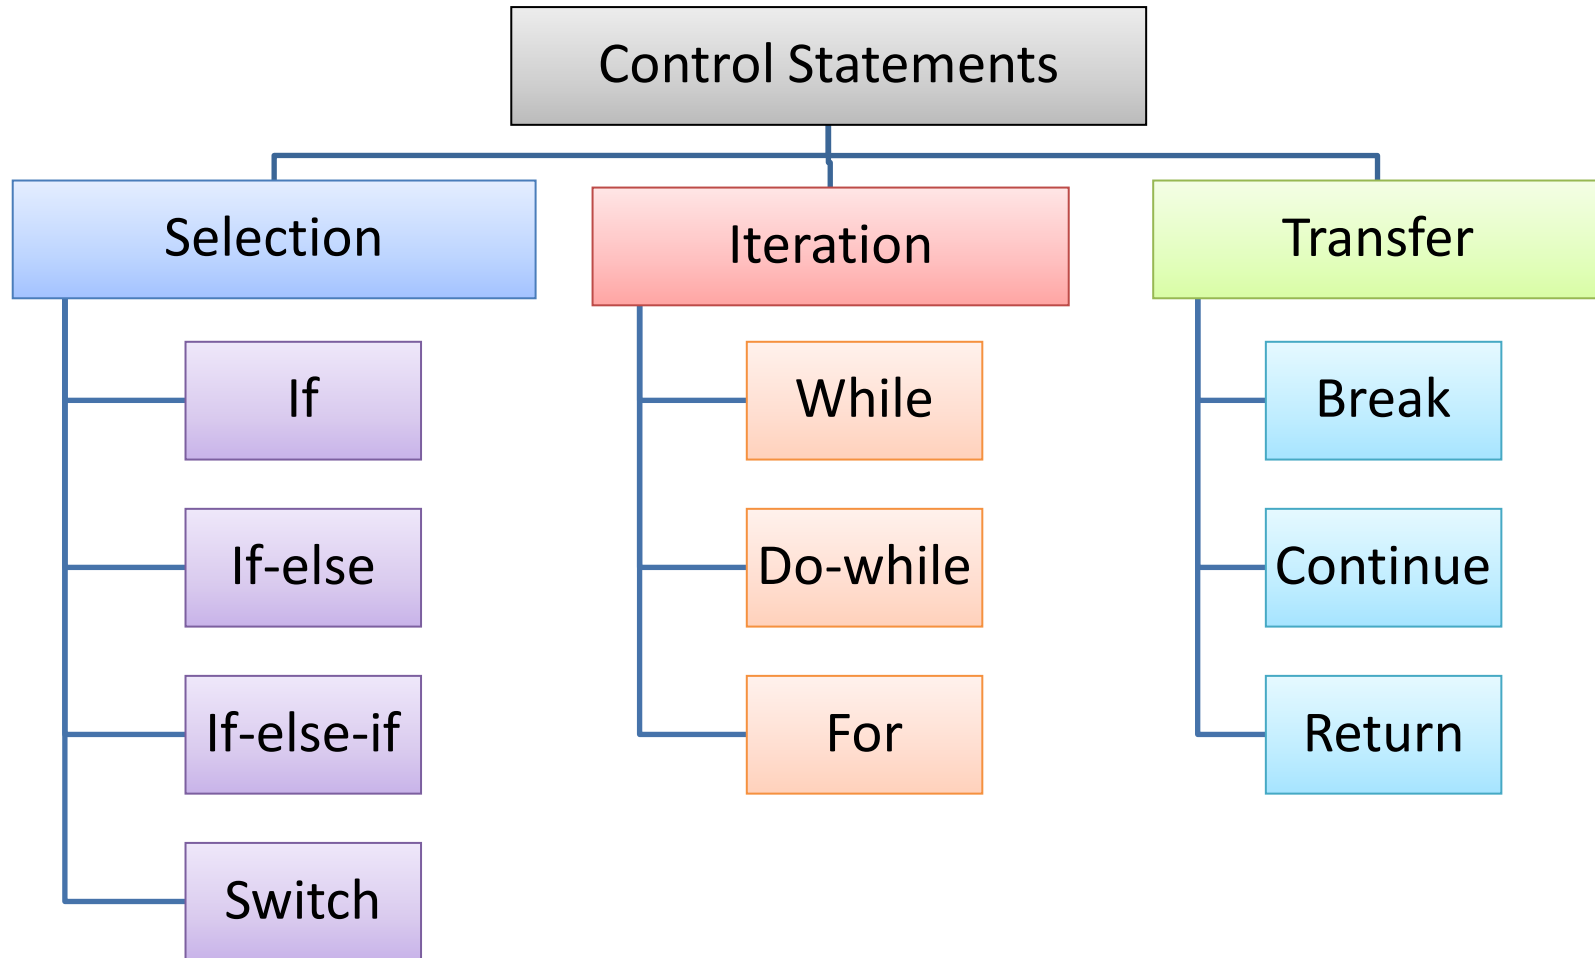 Control Statements
Selection
Iteration
Transfer
If
While
Break
If-else
Do-while
Continue
If-else-if
For
Return
Switch